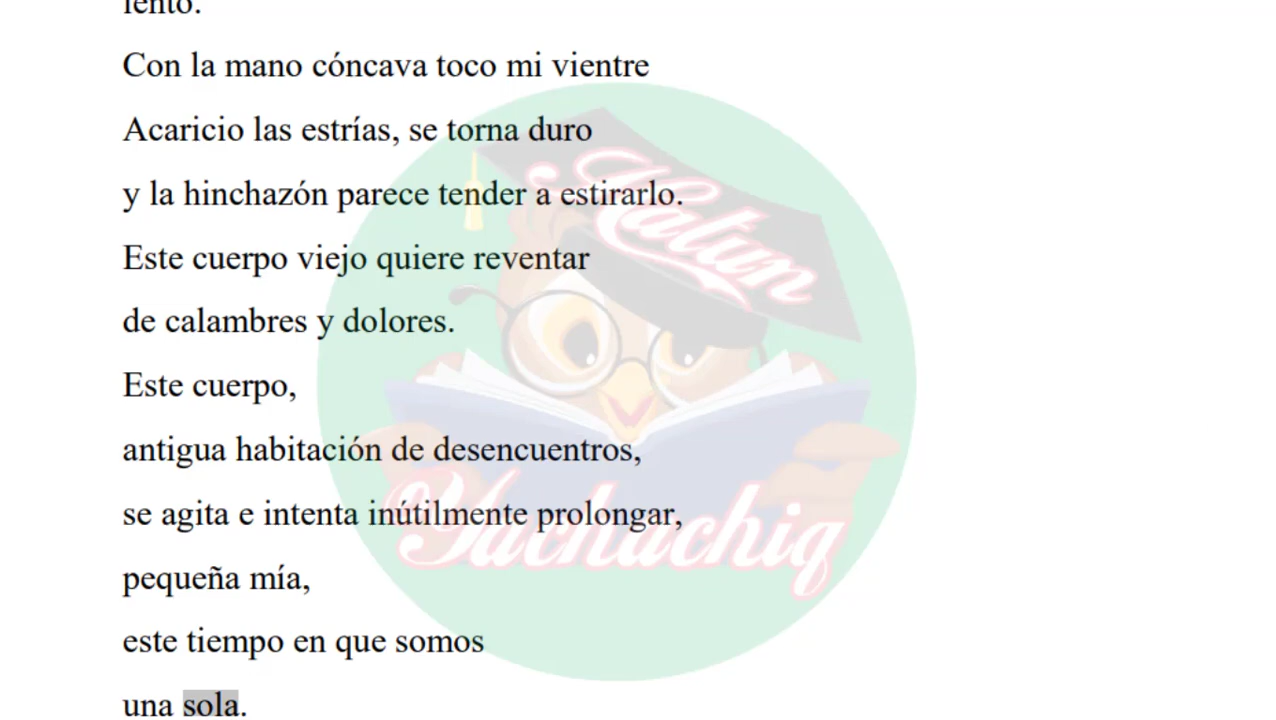 lento.
Con la mano cóncava toco mi vientre
Acaricio las estrías, se torna duro
y la hinchazón parece tender a estirarlo.
Este cuerpo viejo quiere reventar
de calambres y dolores.
Este cuerpo,
antigua habitación de desencuentros,
se agita e intenta inútilmente prolongar,
pequeña mía,
este tiempo en que somos
una sola.
Hatun
Yachachiq